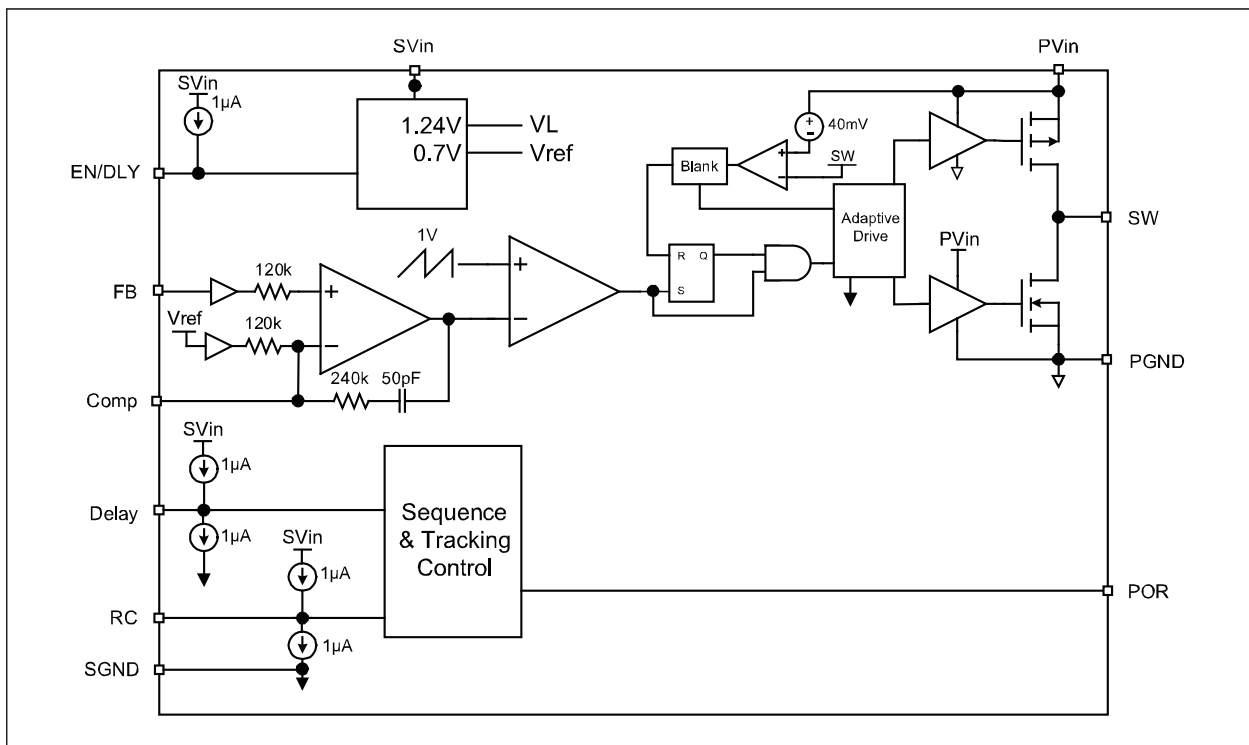 SVin
PVin
SVin
1µA
1.24V
VL
0.7V
Vref
40mV
+
-
SW
+
-
Blank
EN/DLY
Adaptive
Drive
SW
1V
PVin
R
Q
S
+
-
FB
120k
+
Vref
120k
-
240k
50pF
PGND
Comp
SVin
1µA
Delay
1µA
Sequence
& Tracking
Control
SVin
1µA
POR
RC
1µA
SGND